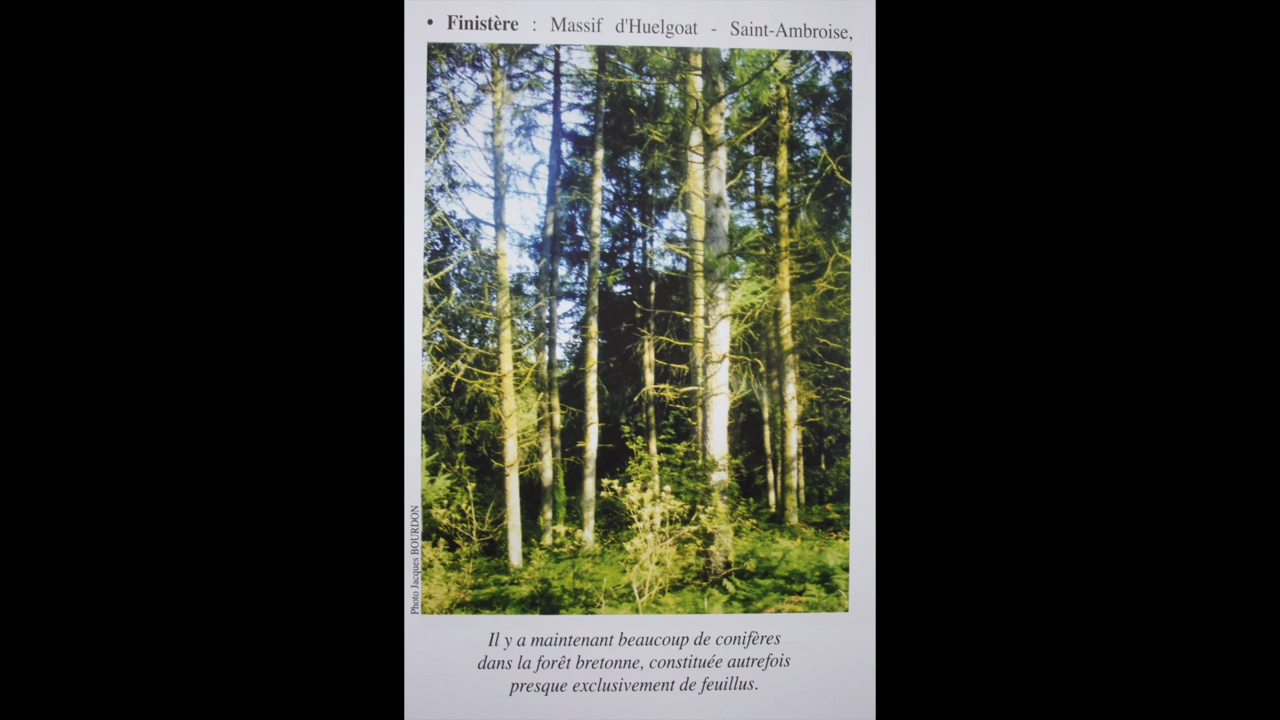 • Finistère : Massif d'Huelgoat - Saint-Ambroise,
Photo Jacques BOURDON
Il y a maintenant beaucoup de conifères
dans la forêt bretonne, constituée autrefois
presque exclusivement de feuillus.